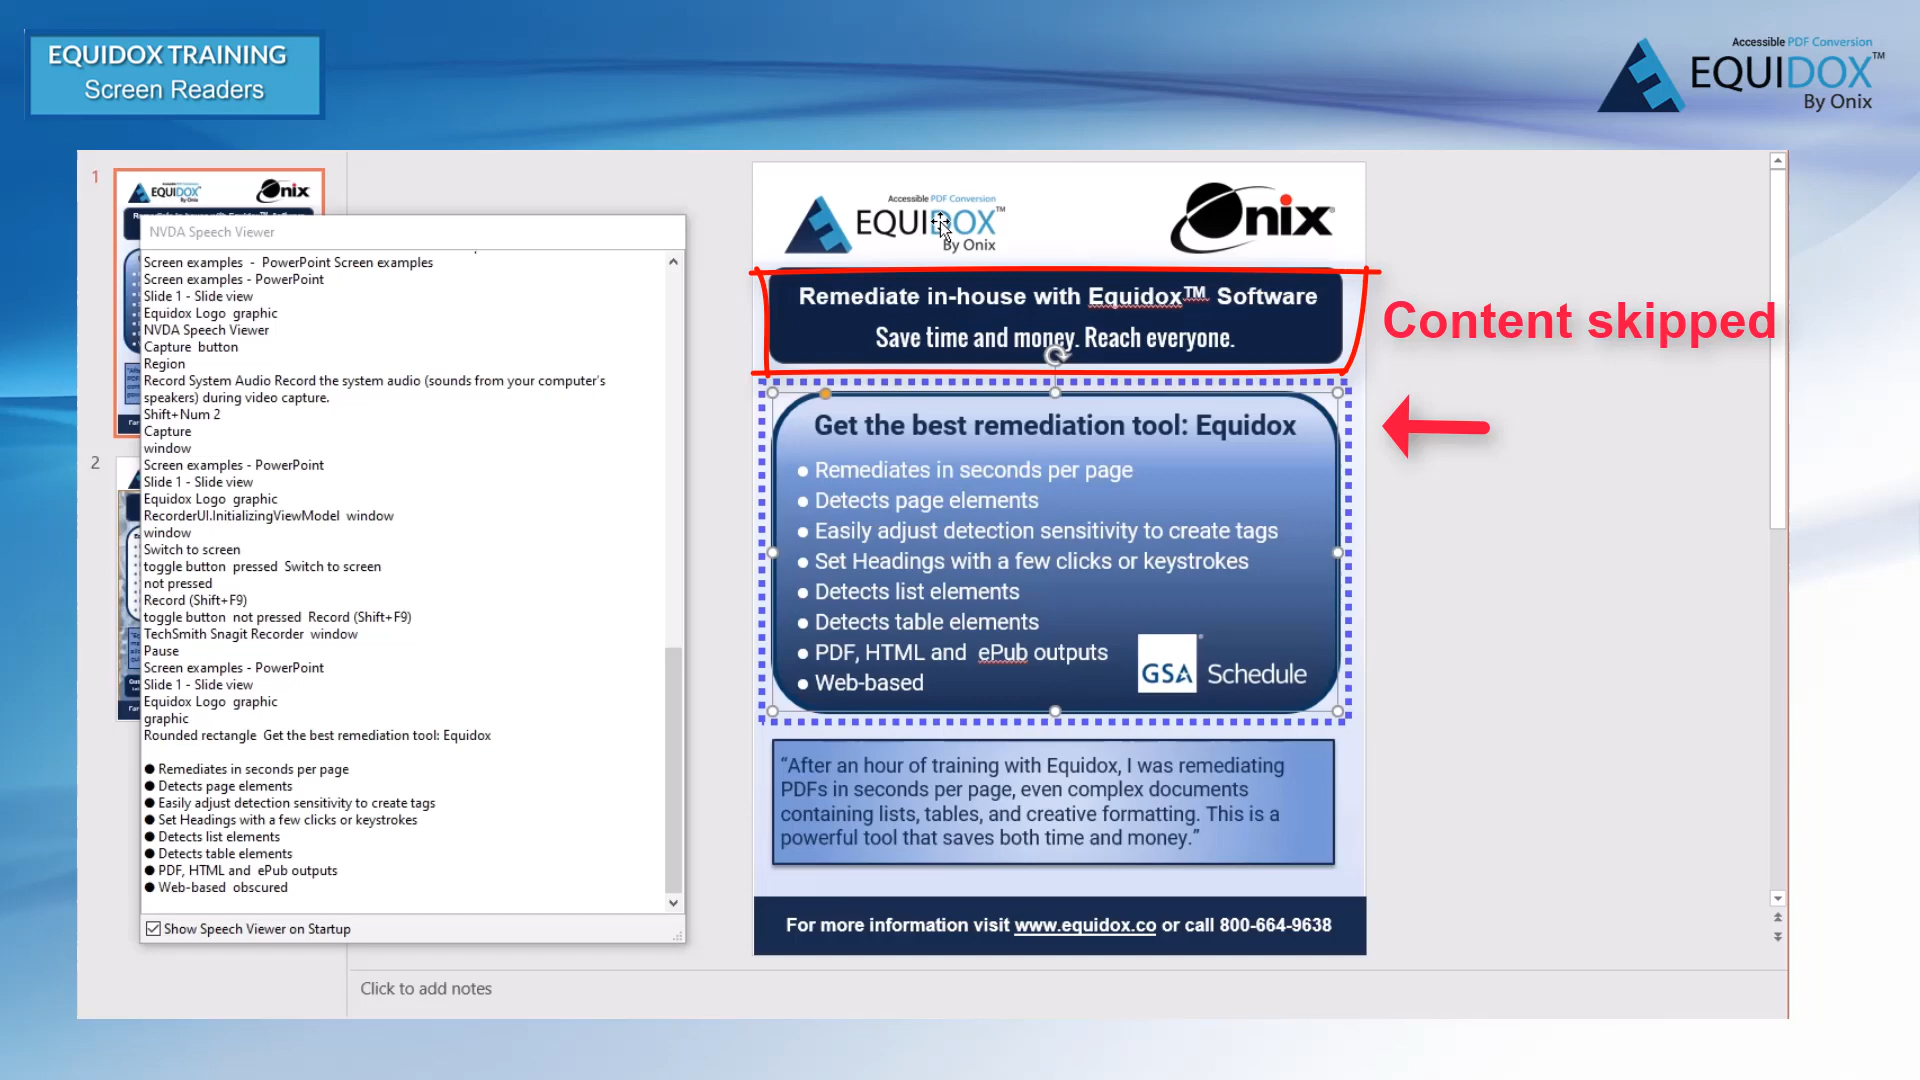 EQUIDOX TRAINING
Screen Readers
Accessible PDF Conversion
EQUIDOX™
By Onix
1
2
Accessible PDF Conversion
EQUIDOX
By Onix
Onix
NVDA Speech Viewer
Screen examples  -  PowerPoint Screen examples
Screen examples - PowerPoint
Slide 1 - Slide view
Equidox Logo  graphic
NVDA Speech Viewer
Capture  button
Region
Record System Audio Record the system audio (sounds from your computer's
speakers) during video capture.
Shift+Num 2
Capture
window
Screen examples - PowerPoint
Slide 1 - Slide view
Equidox Logo  graphic
RecorderUI.InitializingViewModel  window
window
Switch to screen
toggle button  pressed  Switch to screen
not pressed
Record (Shift+F9)
toggle button  not pressed  Record (Shift+F9)
TechSmith Snagit Recorder  window
Pause
Screen examples - PowerPoint
Slide 1 - Slide view
Equidox Logo  graphic
graphic
Rounded rectangle  Get the best remediation tool: Equidox
● Remediates in seconds per page
● Detects page elements
● Easily adjust detection sensitivity to create tags
● Set Headings with a few clicks or keystrokes
● Detects list elements
● Detects table elements
● PDF, HTML and  ePub outputs
● Web-based  obscured
Show Speech Viewer on Startup
Accessible PDF Conversion
EQUIDOX™
By Onix
Onix®
Remediate in-house with Equidox™ Software
Save time and money. Reach everyone.
Content skipped
Get the best remediation tool: Equidox
● Remediates in seconds per page
● Detects page elements
● Easily adjust detection sensitivity to create tags
● Set Headings with a few clicks or keystrokes
● Detects list elements
● Detects table elements
● PDF, HTML and  ePub outputs
● Web-based
GSA Schedule
“After an hour of training with Equidox, I was remediating
PDFs in seconds per page, even complex documents
containing lists, tables, and creative formatting. This is a
powerful tool that saves both time and money.”
For more information visit www.equidox.co or call 800-664-9638
Click to add notes